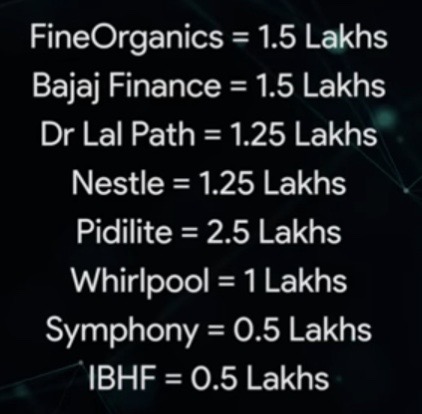 FineOrganics = 1.5 Lakhs
Bajaj Finance = 1.5 Lakhs
Dr Lal Path = 1.25 Lakhs
Nestle = 1.25 Lakhs
Pidilite = 2.5 Lakhs
Whirlpool = 1 Lakhs
Symphony = 0.5 Lakhs
IBHF = 0.5 Lakhs